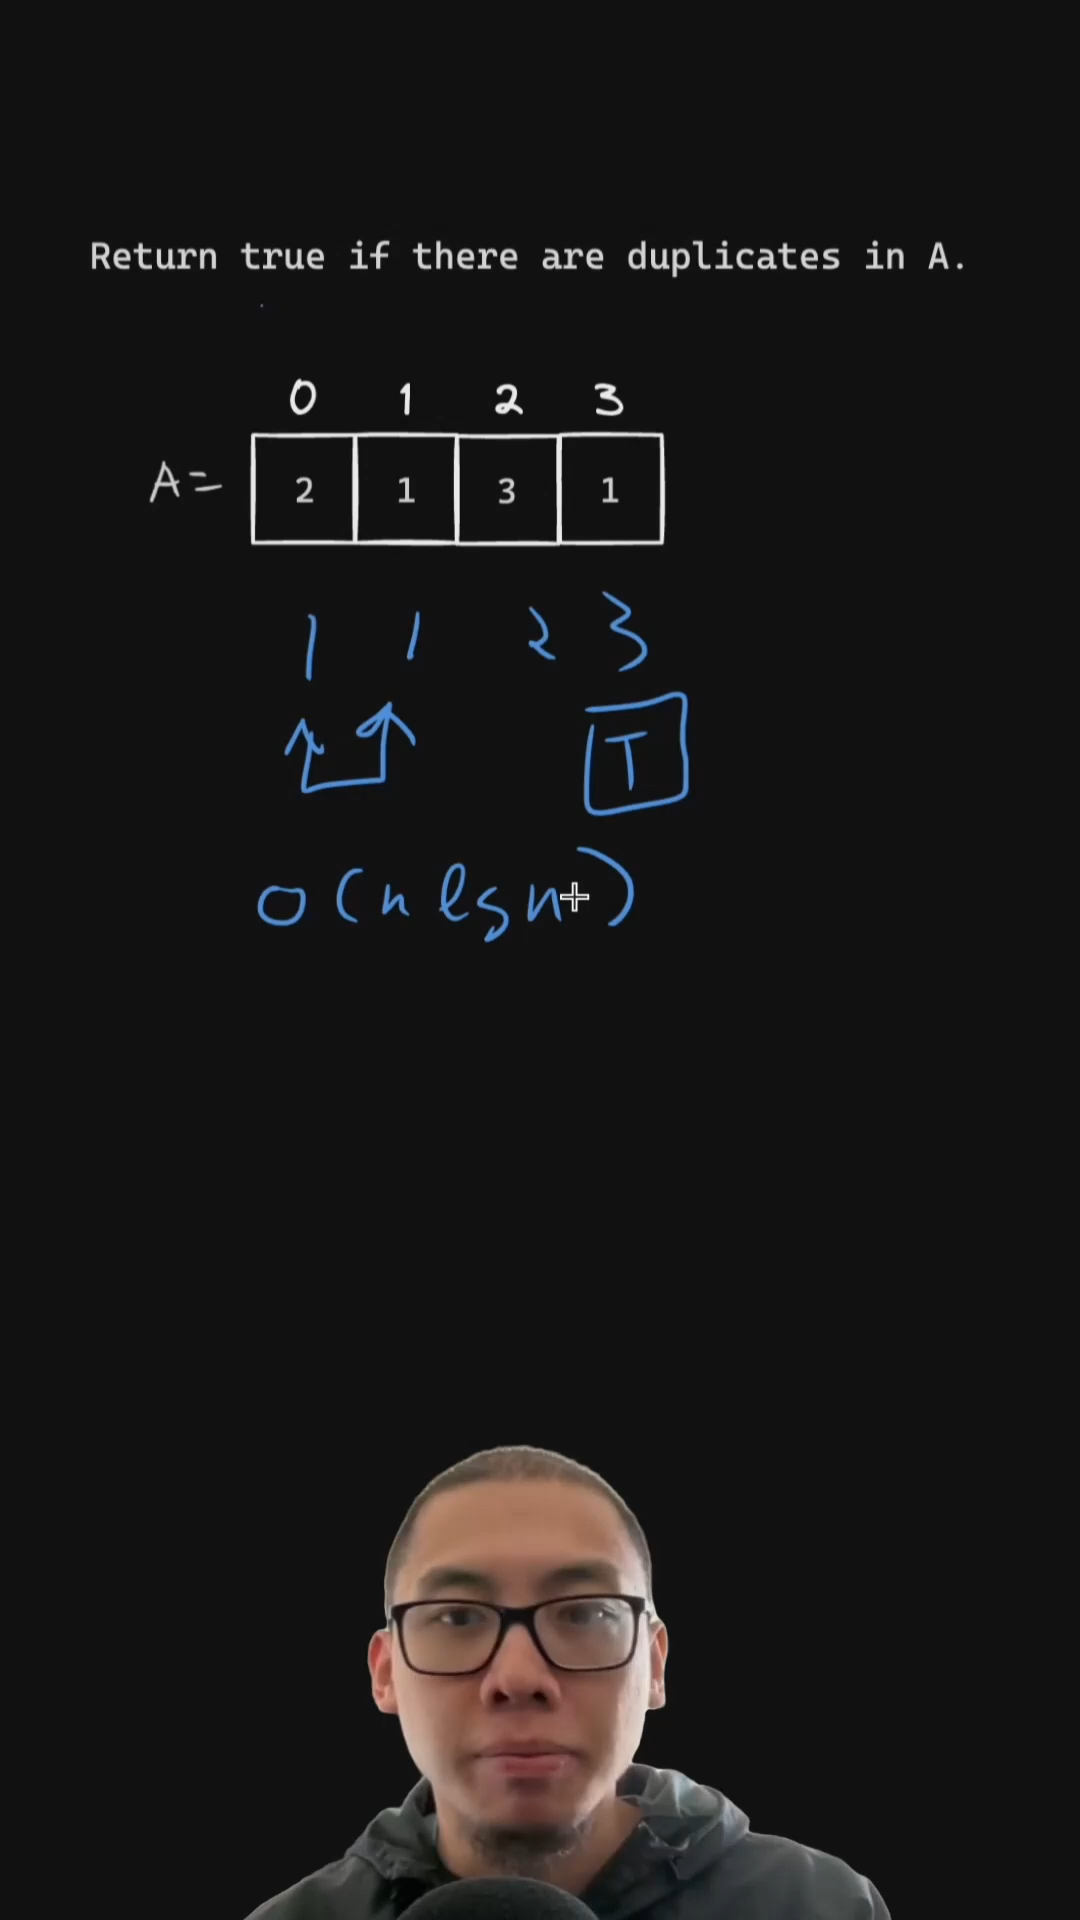 Return true if there are duplicates in A.
0 1 2 3
A= 2 1 3 1
1 1 2 3
T
O(n lg n)